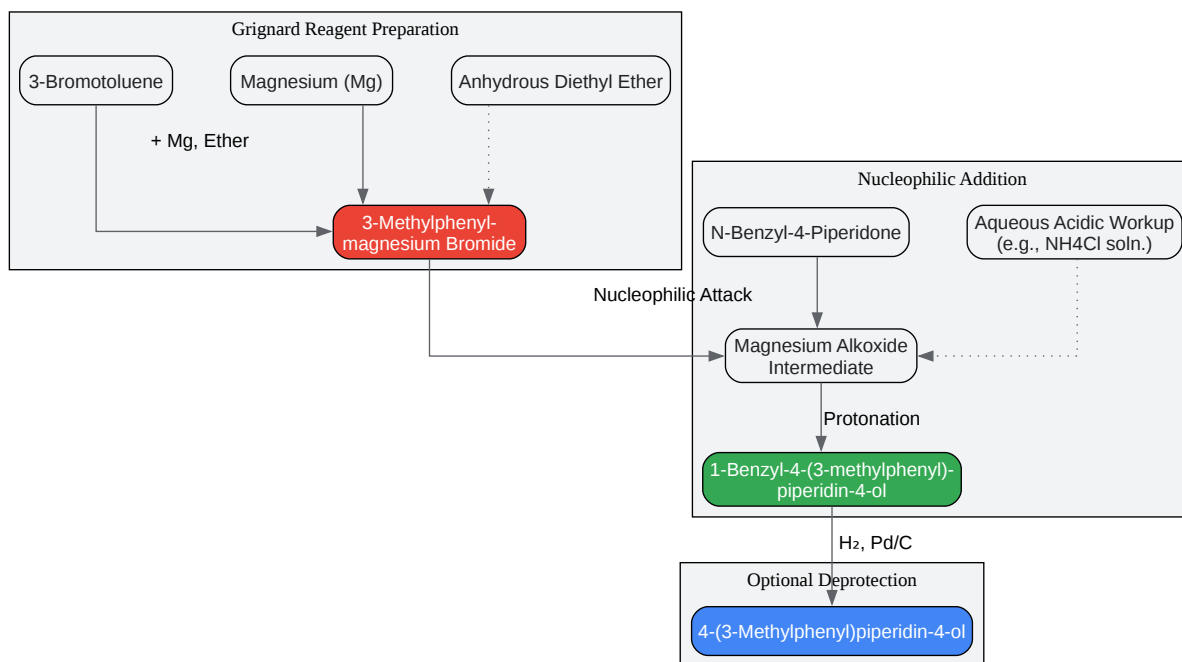 Grignard Reagent Preparation
3-Bromotoluene
Magnesium (Mg)
Anhydrous Diethyl Ether
+ Mg, Ether
3-Methylphenyl-
magnesium Bromide
Nucleophilic Addition
N-Benzyl-4-Piperidone
Aqueous Acidic Workup
(e.g., NH4Cl soln.)
Nucleophilic Attack
Magnesium Alkoxide
Intermediate
Protonation
1-Benzyl-4-(3-methylphenyl)-
piperidin-4-ol
H₂, Pd/C
Optional Deprotection
4-(3-Methylphenyl)piperidin-4-ol